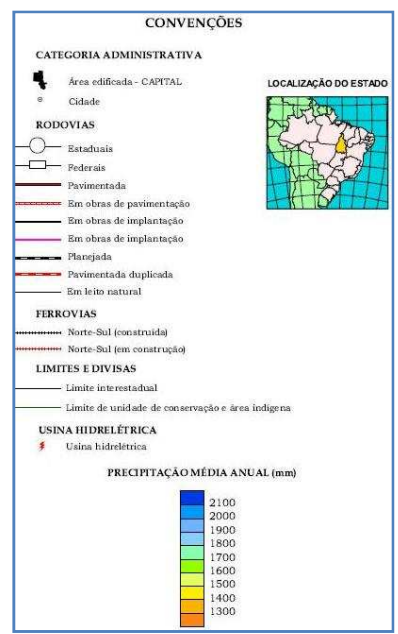 CONVENÇÕES
CATEGORIA ADMINISTRATIVA
Área edificada - CAPITAL
Cidade
LOCALIZAÇÃO DO ESTADO
RODOVIAS
Estaduais
Federais
Pavimentada
Em obras de pavimentação
Em obras de implantação
Em obras de implantação
Planejada
Pavimentada duplicada
Em leito natural
FERROVIAS
Norte-Sul (construida)
Norte-Sul (em construção)
LIMITES E DIVISAS
Limite interestadual
Limite de unidade de conservação e área indígena
USINA HIDRELÉTRICA
Usina hidrelétrica
PRECIPITAÇÃO MÉDIA ANUAL (mm)
2100
2000
1900
1800
1700
1600
1500
1400
1300